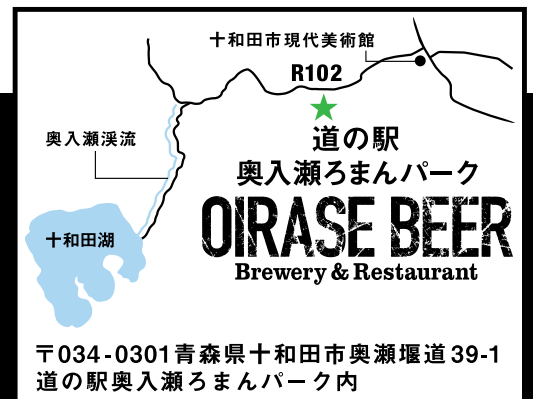 十和田市現代美術館
R102
道の駅
奥入瀬ろまんパーク
OIRASE BEER
Brewery & Restaurant
奥入瀬渓流
十和田湖
〒034-0301青森県十和田市奥瀬堰道39-1
道の駅奥入瀬ろまんパーク内